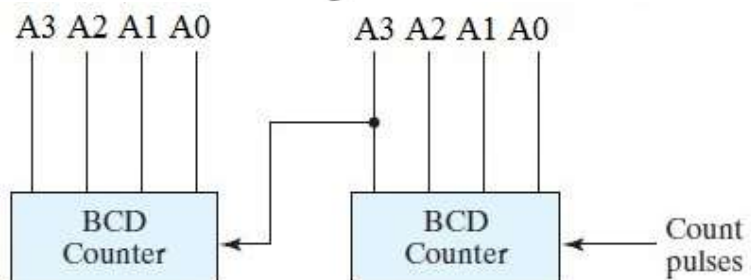 A3 A2 A1 A0
A3 A2 A1 A0
BCD
Counter
BCD
Counter
Count
pulses